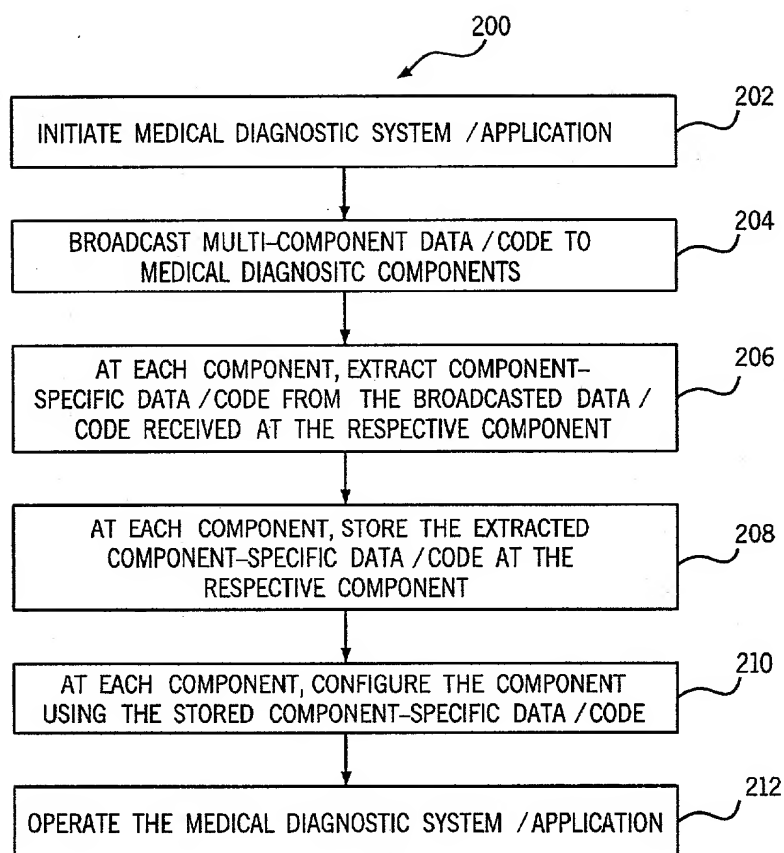 200
INITIATE MEDICAL DIAGNOSTIC SYSTEM / APPLICATION
202
BROADCAST MULTI-COMPONENT DATA / CODE TO
MEDICAL DIAGNOSITC COMPONENTS
204
AT EACH COMPONENT, EXTRACT COMPONENT-
SPECIFIC DATA / CODE FROM THE BROADCASTED DATA /
CODE RECEIVED AT THE RESPECTIVE COMPONENT
206
AT EACH COMPONENT, STORE THE EXTRACTED
COMPONENT-SPECIFIC DATA / CODE AT THE
RESPECTIVE COMPONENT
208
AT EACH COMPONENT, CONFIGURE THE COMPONENT
USING THE STORED COMPONENT-SPECIFIC DATA / CODE
210
OPERATE THE MEDICAL DIAGNOSTIC SYSTEM / APPLICATION
212